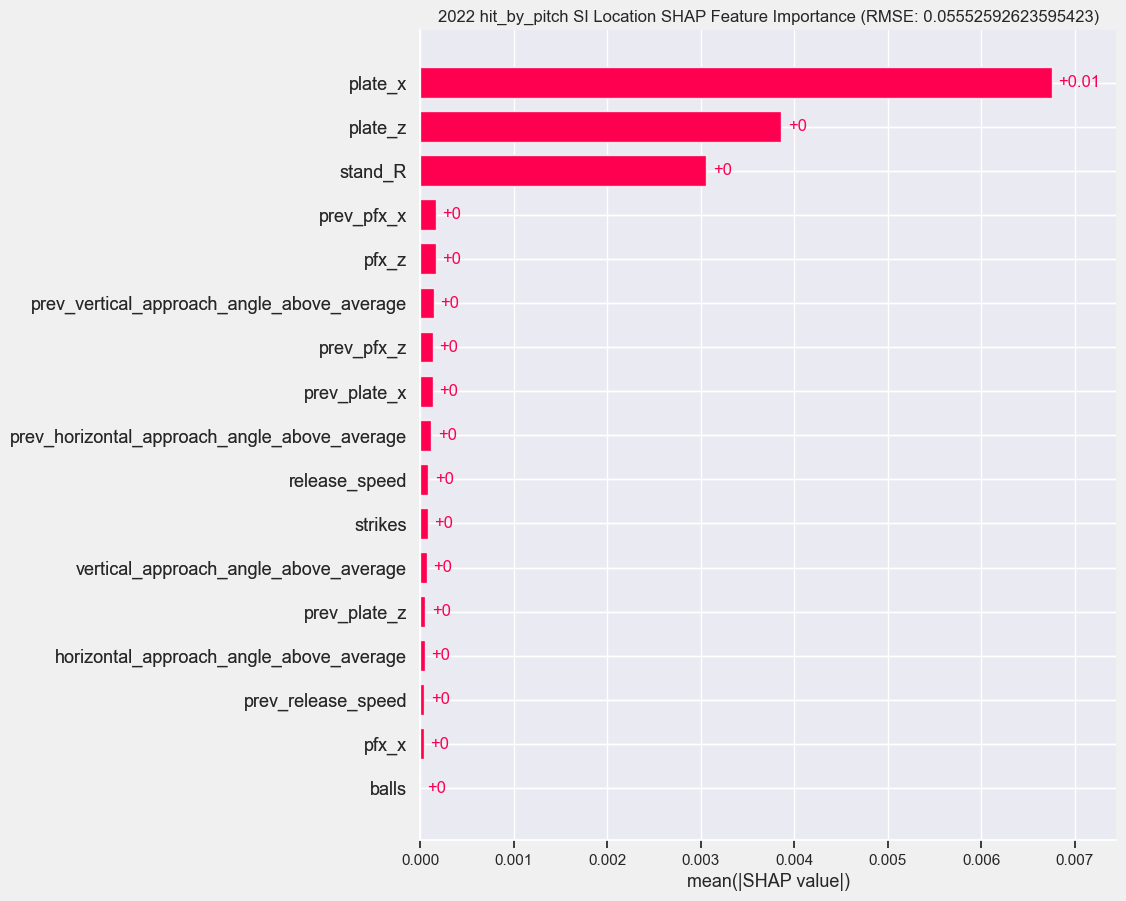 2022 hit_by_pitch SI Location SHAP Feature Importance (RMSE: 0.05552592623595423)
plate_x +0.01
plate_z +0
stand_R +0
prev_pfx_x +0
pfx_z +0
prev_vertical_approach_angle_above_average +0
prev_pfx_z +0
prev_plate_x +0
prev_horizontal_approach_angle_above_average +0
release_speed +0
strikes +0
vertical_approach_angle_above_average +0
prev_plate_z +0
horizontal_approach_angle_above_average +0
prev_release_speed +0
pfx_x +0
balls +0
0.000 0.001 0.002 0.003 0.004 0.005 0.006 0.007
mean(|SHAP value|)